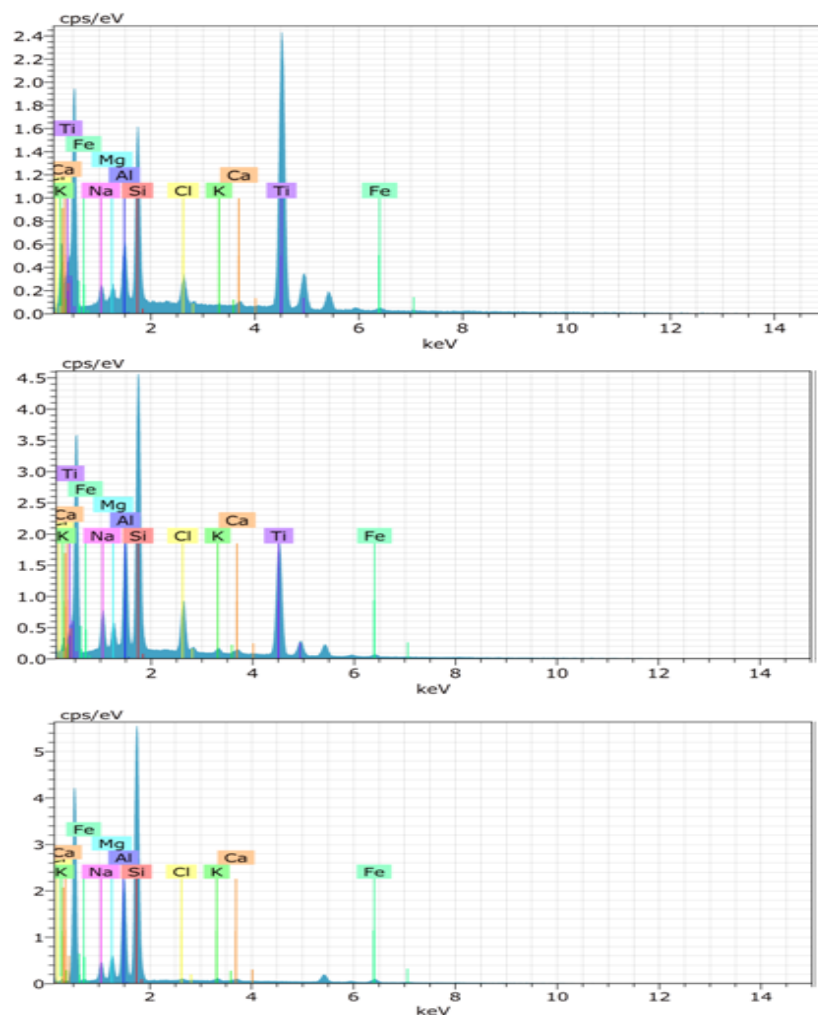 cps/eV
2.4
2.2
2.0
1.8
1.6
1.4
1.2
1.0
0.8
0.6
0.4
0.2
0.0
Ti
Fe
Mg
Ca
Al
Ca
K
Na
Si
Cl
K
Ti
Fe
2 4 6 8 10 12 14
keV
cps/eV
4.5
4.0
3.5
3.0
2.5
2.0
1.5
1.0
0.5
0.0
Ti
Fe
Mg
Ca
Al
Ca
K
Na
Si
Cl
K
Ti
Fe
2 4 6 8 10 12 14
keV
cps/eV
5
4
3
2
1
0
Fe
Mg
Ca
Al
Ca
K
Na
Si
Cl
K
Fe
2 4 6 8 10 12 14
keV